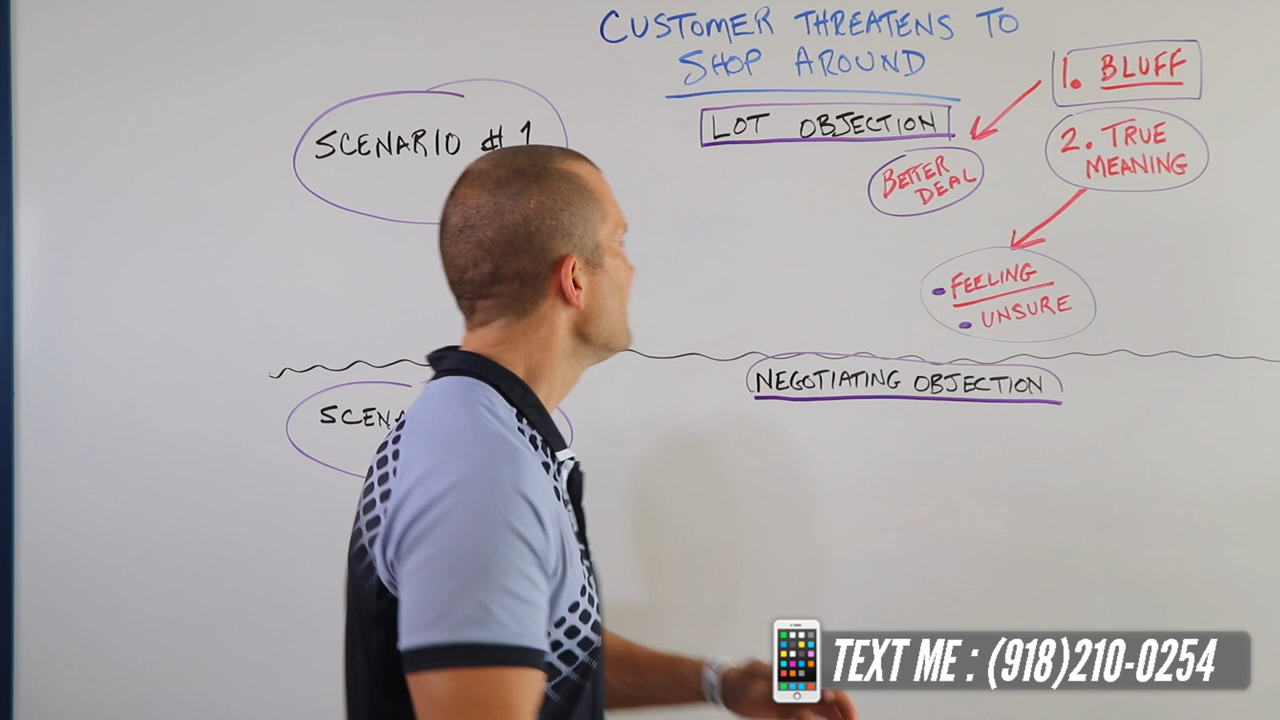 CUSTOMER THREATENS TO
SHOP AROUND
SCENARIO # 1
LOT OBJECTION
1. BLUFF
2. TRUE
MEANING
BETTER
DEAL
• FEELING
• UNSURE
NEGOTIATING OBJECTION
TEXT ME : (918)210-0254